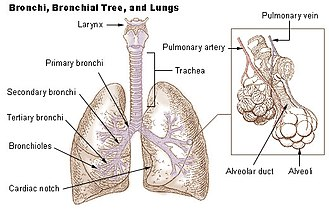 Bronchi, Bronchial Tree, and Lungs
Larynx
Primary bronchi
Trachea
Secondary bronchi
Tertiary bronchi
Bronchioles
Cardiac notch
Pulmonary vein
Pulmonary artery
Alveolar duct
Alveoli